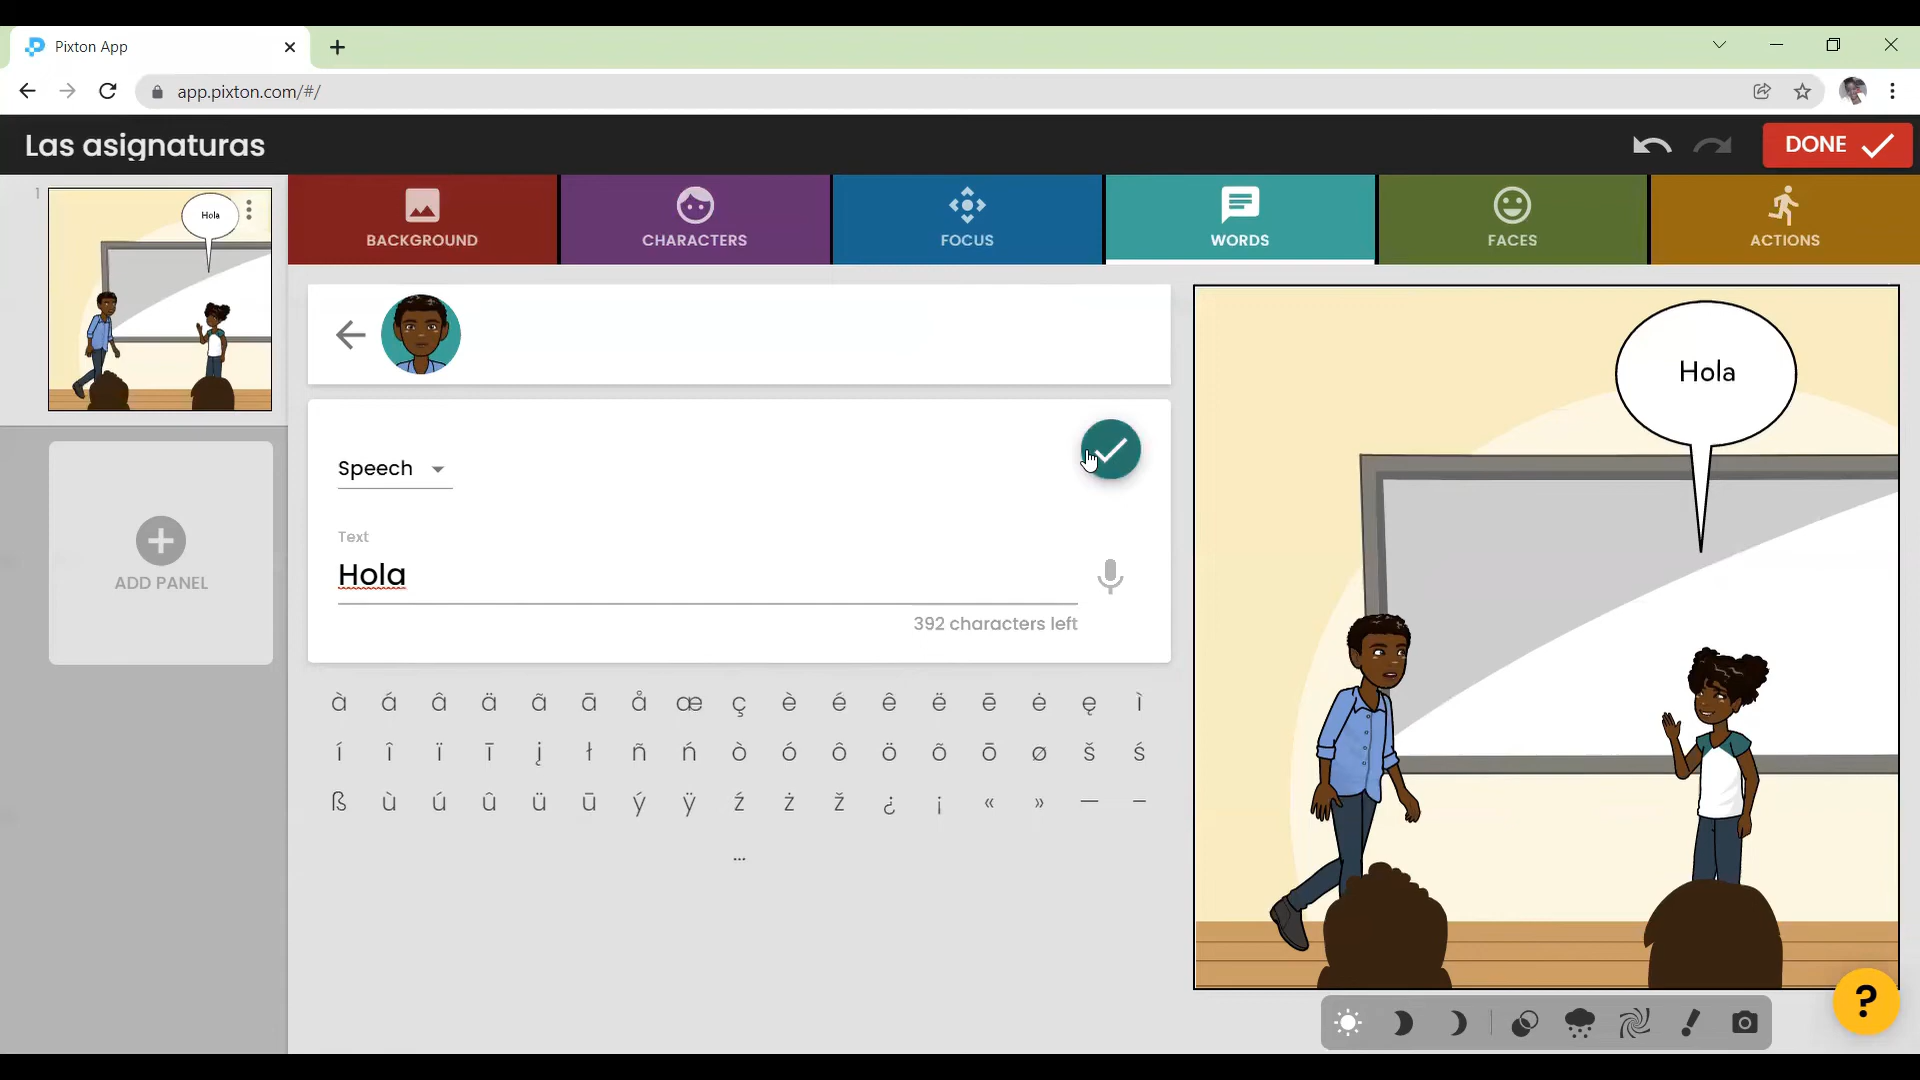 Pixton App
app.pixton.com/#/
Las asignaturas
DONE
1
Hola
BACKGROUND
CHARACTERS
FOCUS
WORDS
FACES
ACTIONS
ADD PANEL
Speech
Text
Hola
392 characters left
à á â ä ã ā å æ ç è é ê ë ē ė ę ì
í î ï ī į ł ñ ń ò ó ô ö õ ō ø š ś
ß ù ú û ü ū ý ÿ ź ż ž ¿ ¡ « » — –
…
Hola
?